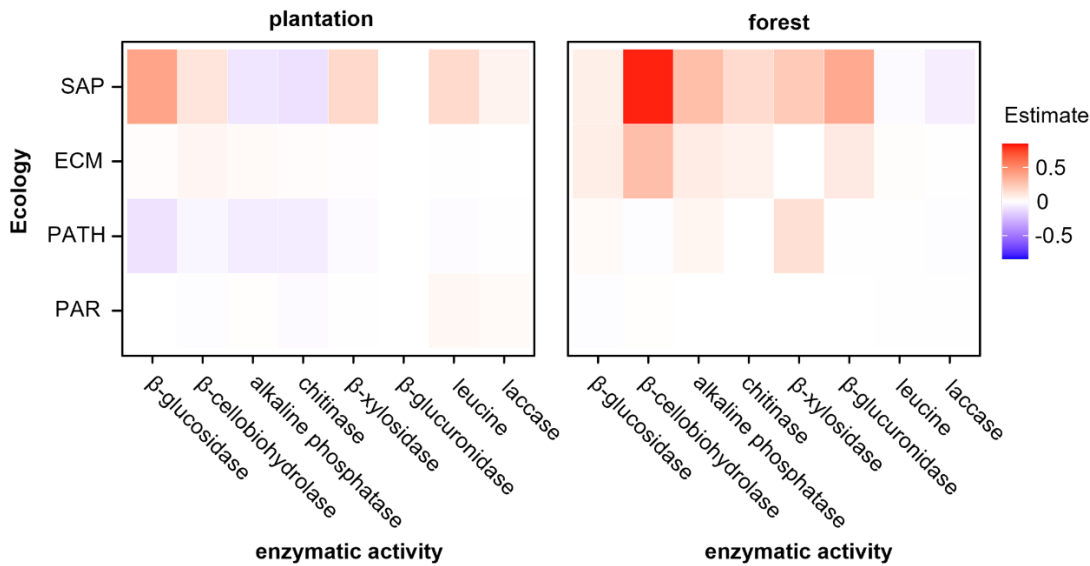 plantation
forest
Ecology
SAP
ECM
PATH
PAR
β-glucosidase
β-cellobiohydrolase
alkaline phosphatase
chitinase
β-xylosidase
β-glucuronidase
leucine
laccase
enzymatic activity
β-glucosidase
β-cellobiohydrolase
alkaline phosphatase
chitinase
β-xylosidase
β-glucuronidase
leucine
laccase
enzymatic activity
Estimate
0.5
0
-0.5